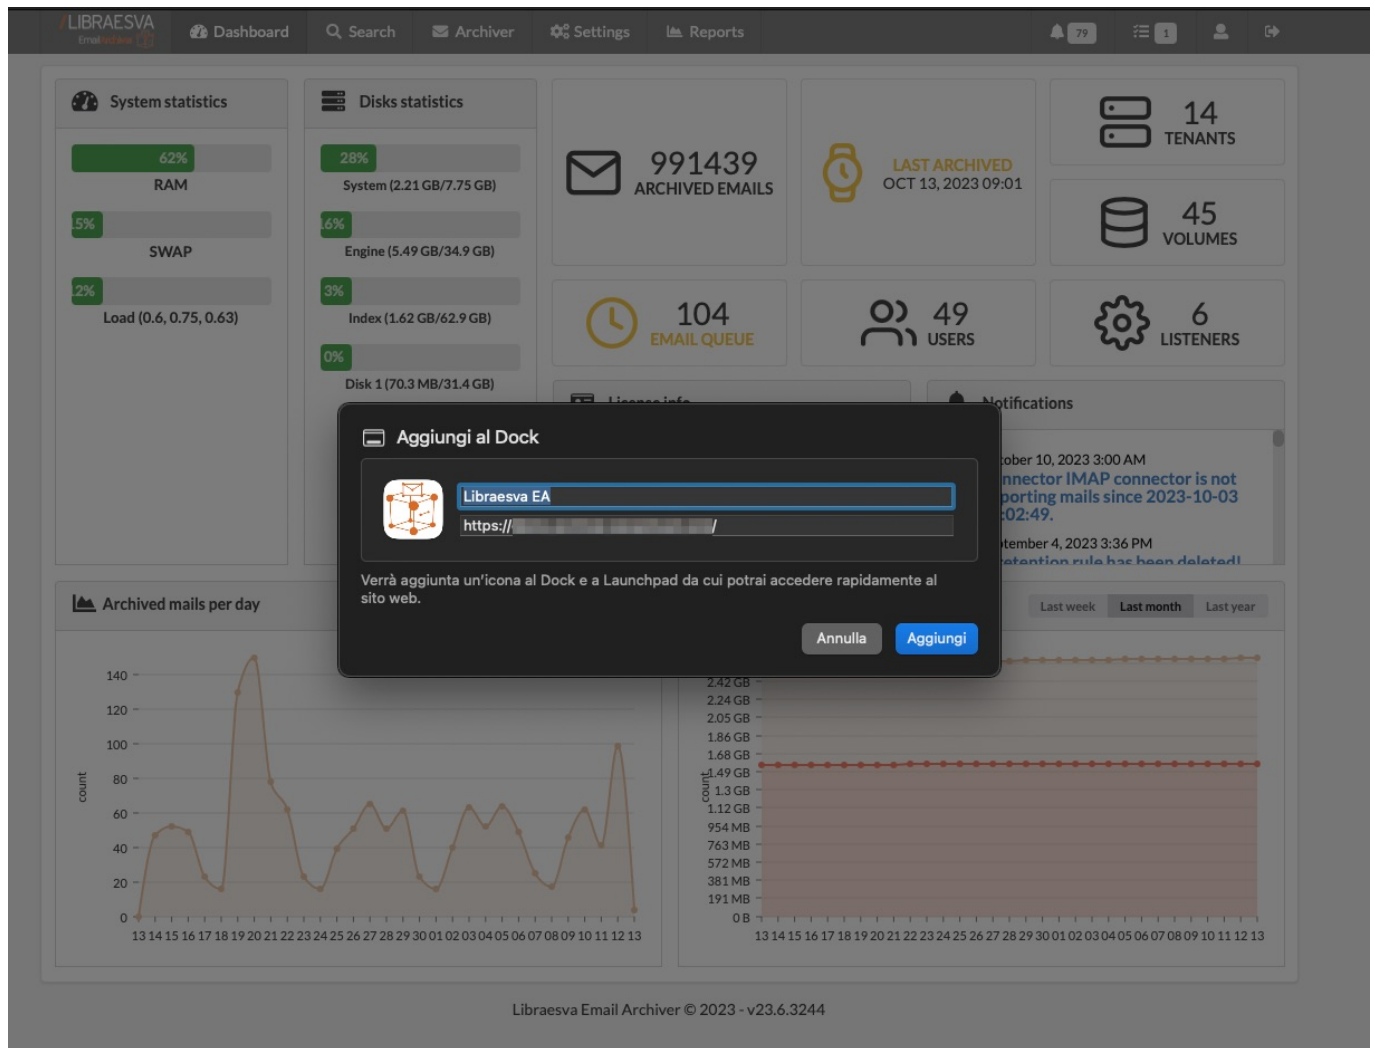 /LIBRAESVA
Emailarchiver
Dashboard
Search
Archiver
Settings
Reports
79
1
System statistics
62%
RAM
5%
SWAP
2%
Load (0.6, 0.75, 0.63)
Disks statistics
28%
System (2.21 GB/7.75 GB)
6%
Engine (5.49 GB/34.9 GB)
3%
Index (1.62 GB/62.9 GB)
0%
Disk 1 (70.3 MB/31.4 GB)
991439
ARCHIVED EMAILS
LAST ARCHIVED
OCT 13, 2023 09:01
14
TENANTS
45
VOLUMES
104
EMAIL QUEUE
49
USERS
6
LISTENERS
License info
Notifications
tober 10, 2023 3:00 AM
nnector IMAP connector is not
porting mails since 2023-10-03
:02:49.
tember 4, 2023 3:36 PM
etention rule has been deleted!
Aggiungi al Dock
Libraesva EA
https:// /
Verrà aggiunta un'icona al Dock e a Launchpad da cui potrai accedere rapidamente al
sito web.
Annulla
Aggiungi
Archived mails per day
140
120
100
80
60
40
20
0
count
13 14 15 16 17 18 19 20 21 22 23 24 25 26 27 28 29 30 01 02 03 04 05 06 07 08 09 10 11 12 13
Last week
Last month
Last year
2.42 GB
2.24 GB
2.05 GB
1.86 GB
1.68 GB
1.49 GB
1.3 GB
1.12 GB
954 MB
763 MB
572 MB
381 MB
191 MB
0 B
count
13 14 15 16 17 18 19 20 21 22 23 24 25 26 27 28 29 30 01 02 03 04 05 06 07 08 09 10 11 12 13
Libraesva Email Archiver © 2023 - v23.6.3244